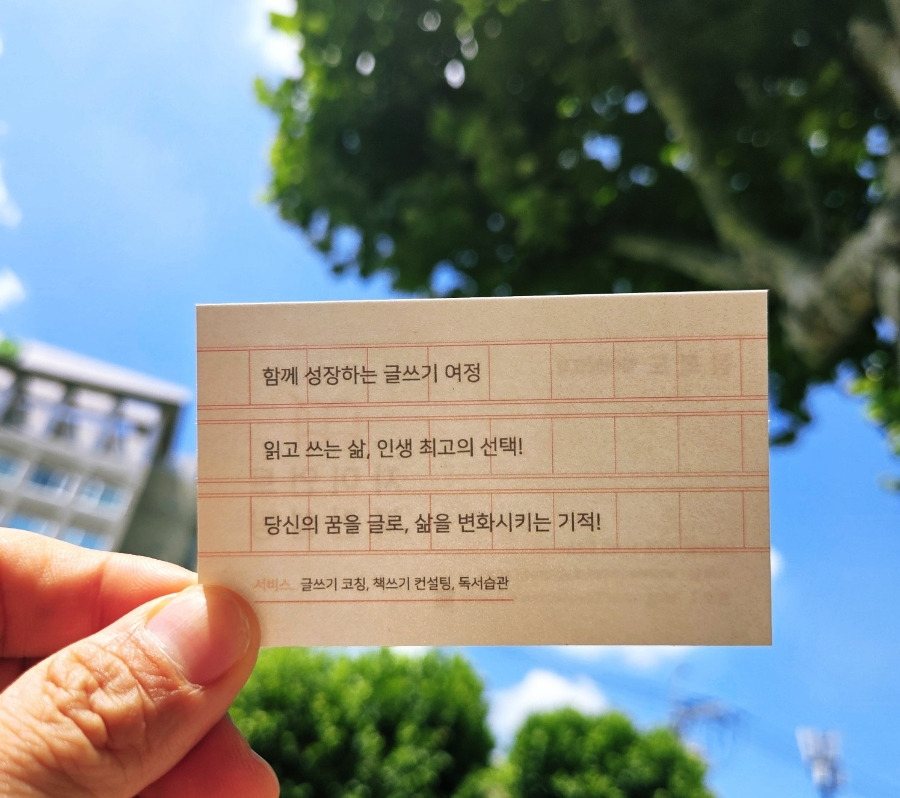 함께 성장하는 글쓰기 여정
읽고 쓰는 삶, 인생 최고의 선택!
당신의 꿈을 글로, 삶을 변화시키는 기적!
서비스 글쓰기 코칭, 책쓰기 컨설팅, 독서습관